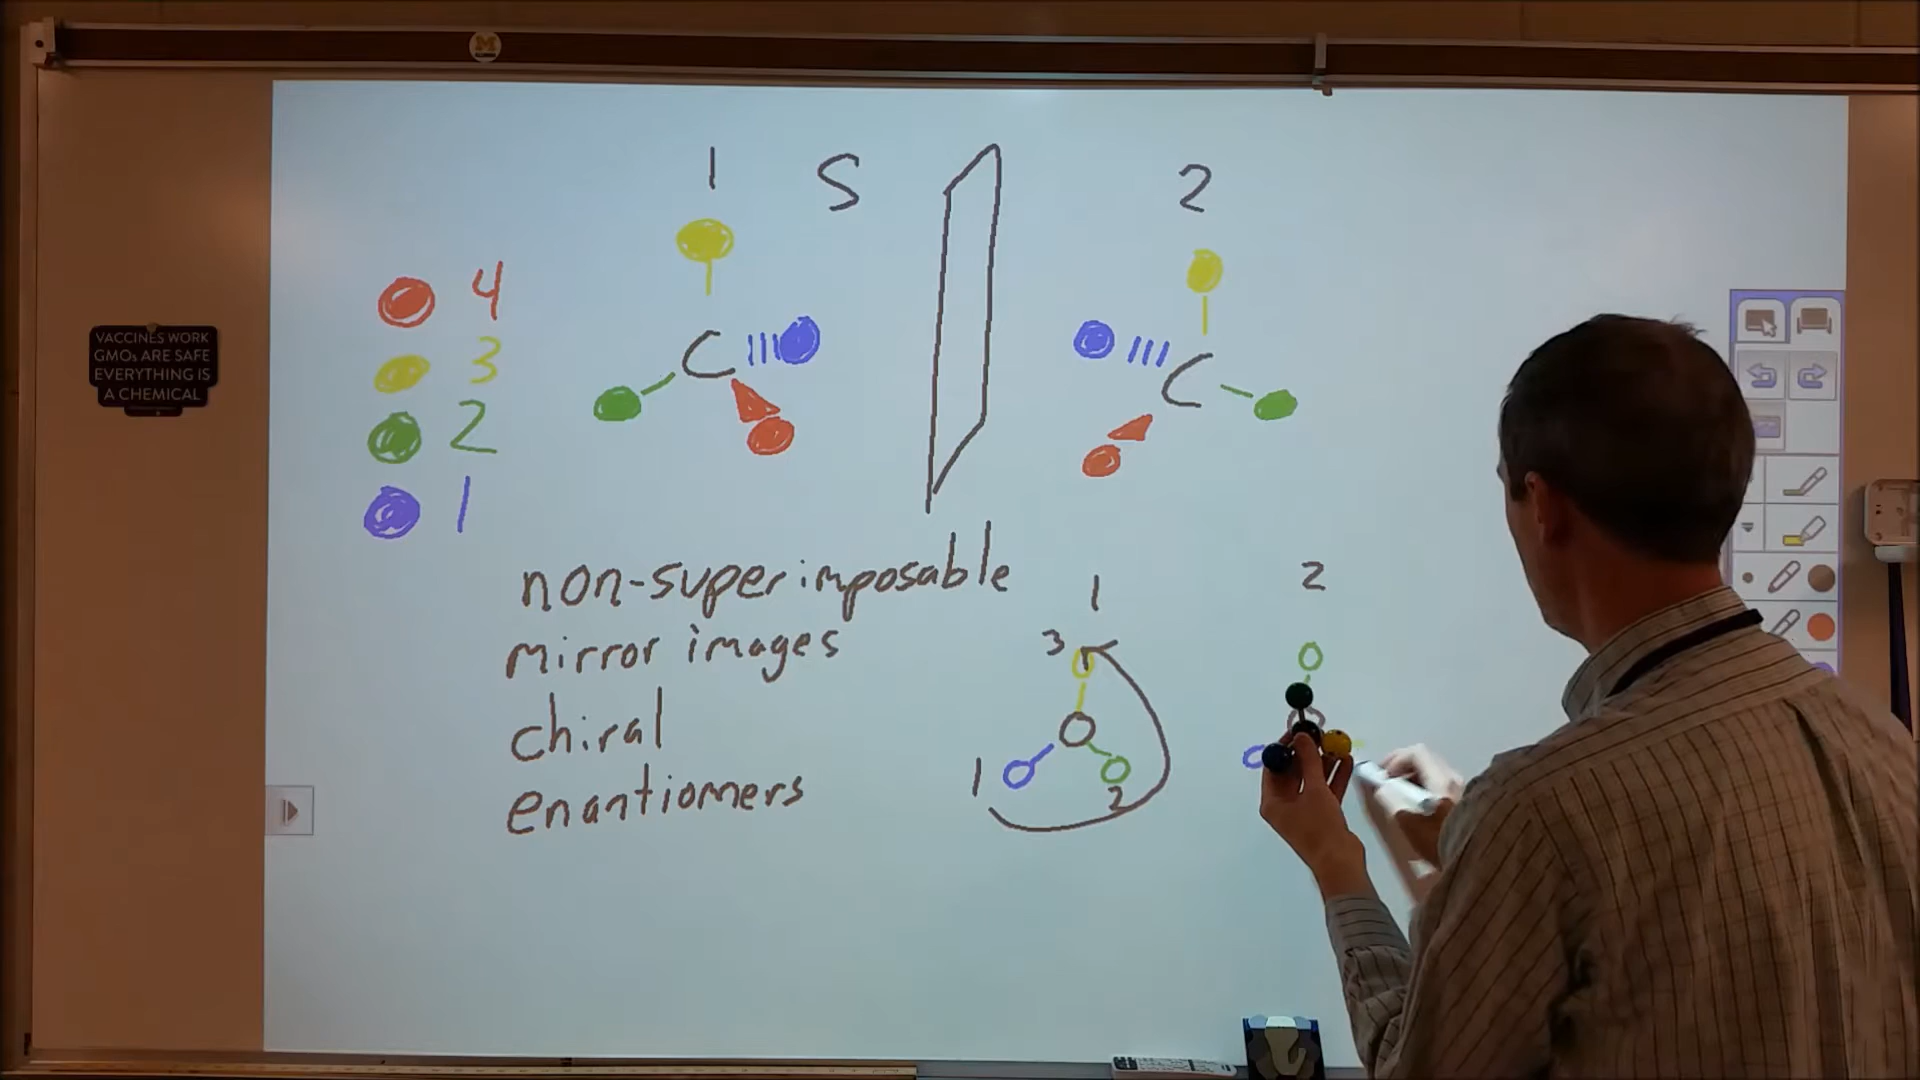 M
VACCINES WORK
GMOs ARE SAFE
EVERYTHING IS
A CHEMICAL
1 S 2
4
3
2
1
C
C
non-superimposable
mirror images
chiral
enantiomers
1 2
3
1 2